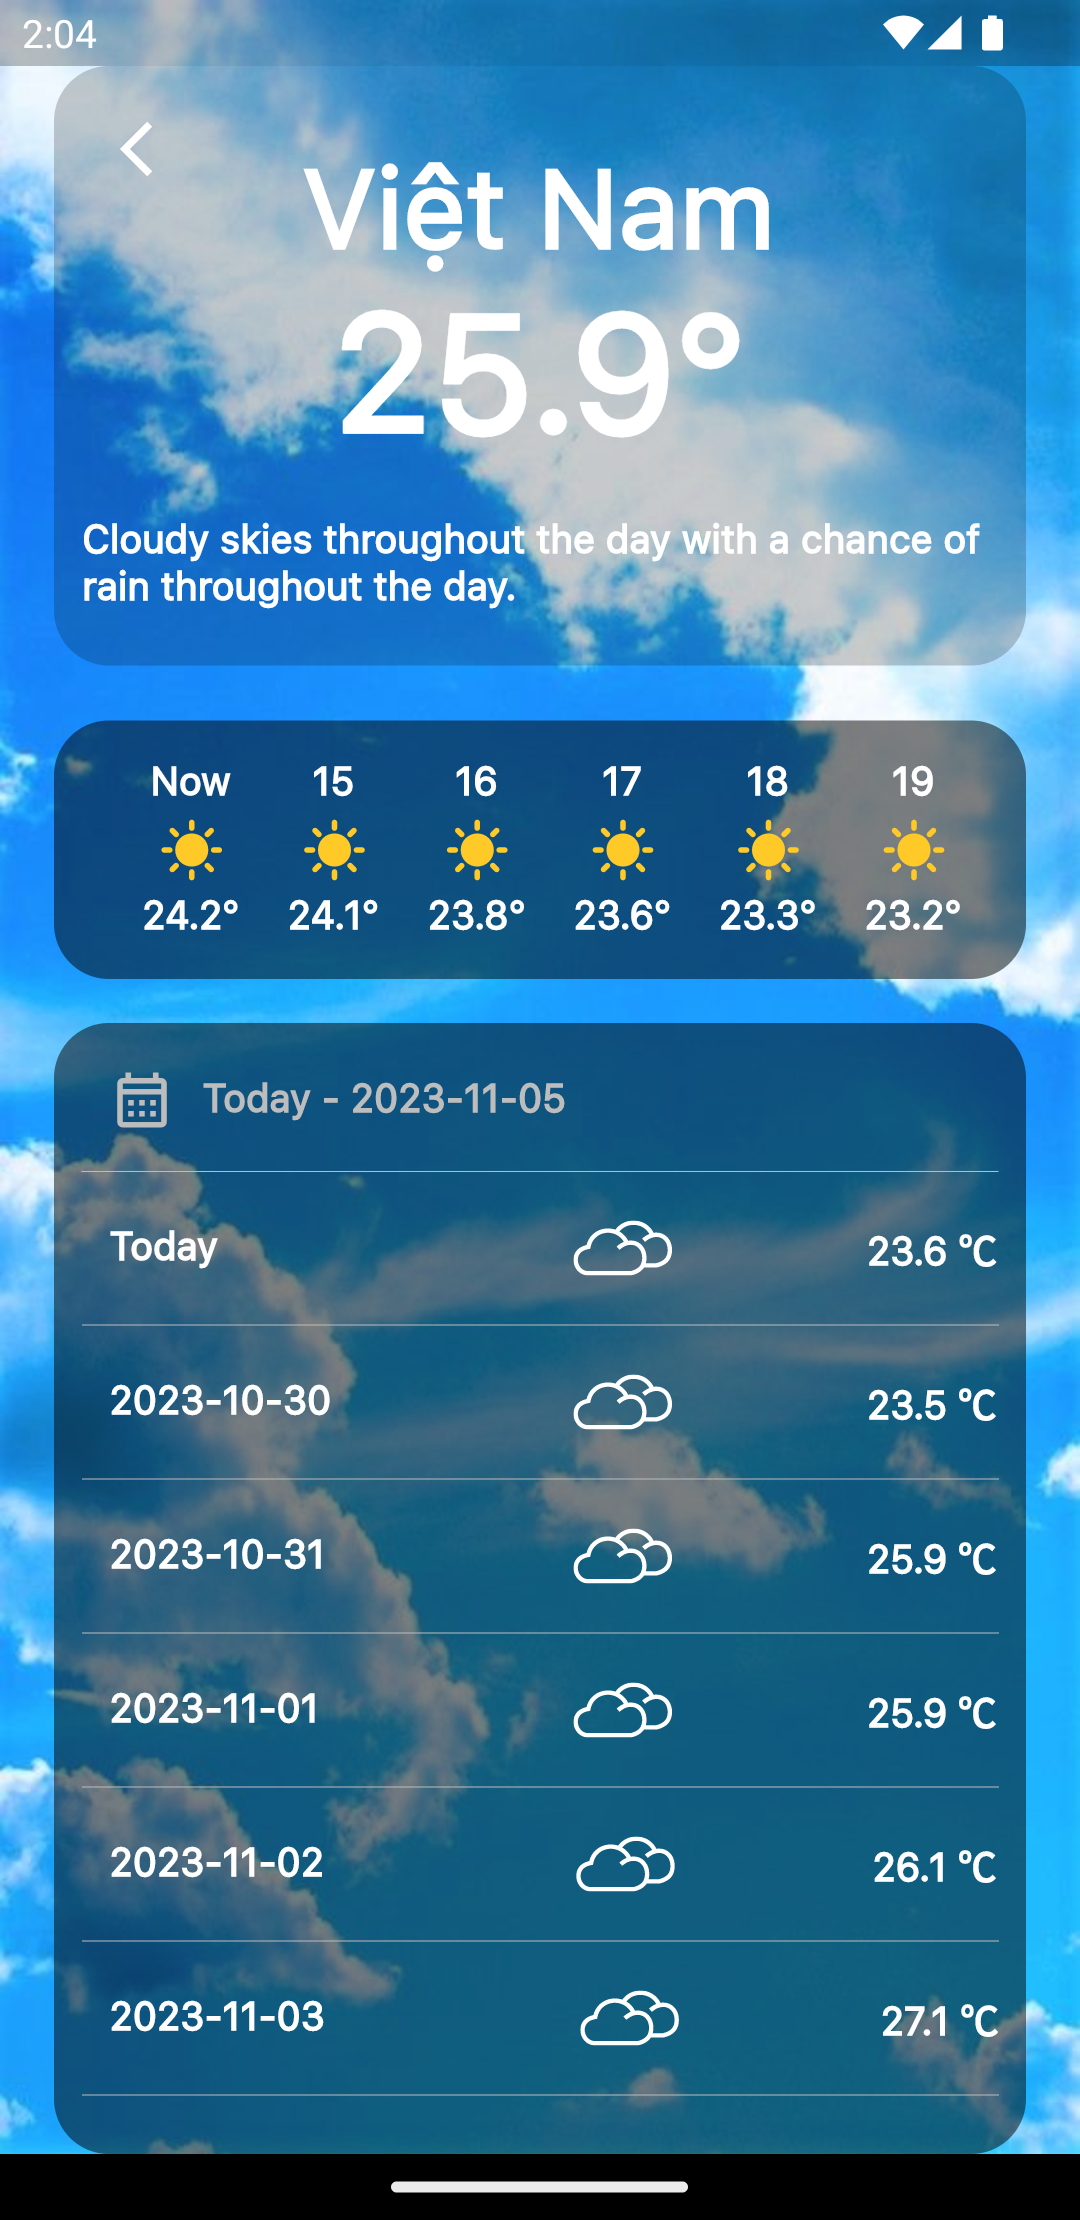 2:04
Việt Nam
25.9°
Cloudy skies throughout the day with a chance of
rain throughout the day.
Now 15 16 17 18 19
24.2° 24.1° 23.8° 23.6° 23.3° 23.2°
Today - 2023-11-05
Today 23.6 °C
2023-10-30 23.5 °C
2023-10-31 25.9 °C
2023-11-01 25.9 °C
2023-11-02 26.1 °C
2023-11-03 27.1 °C